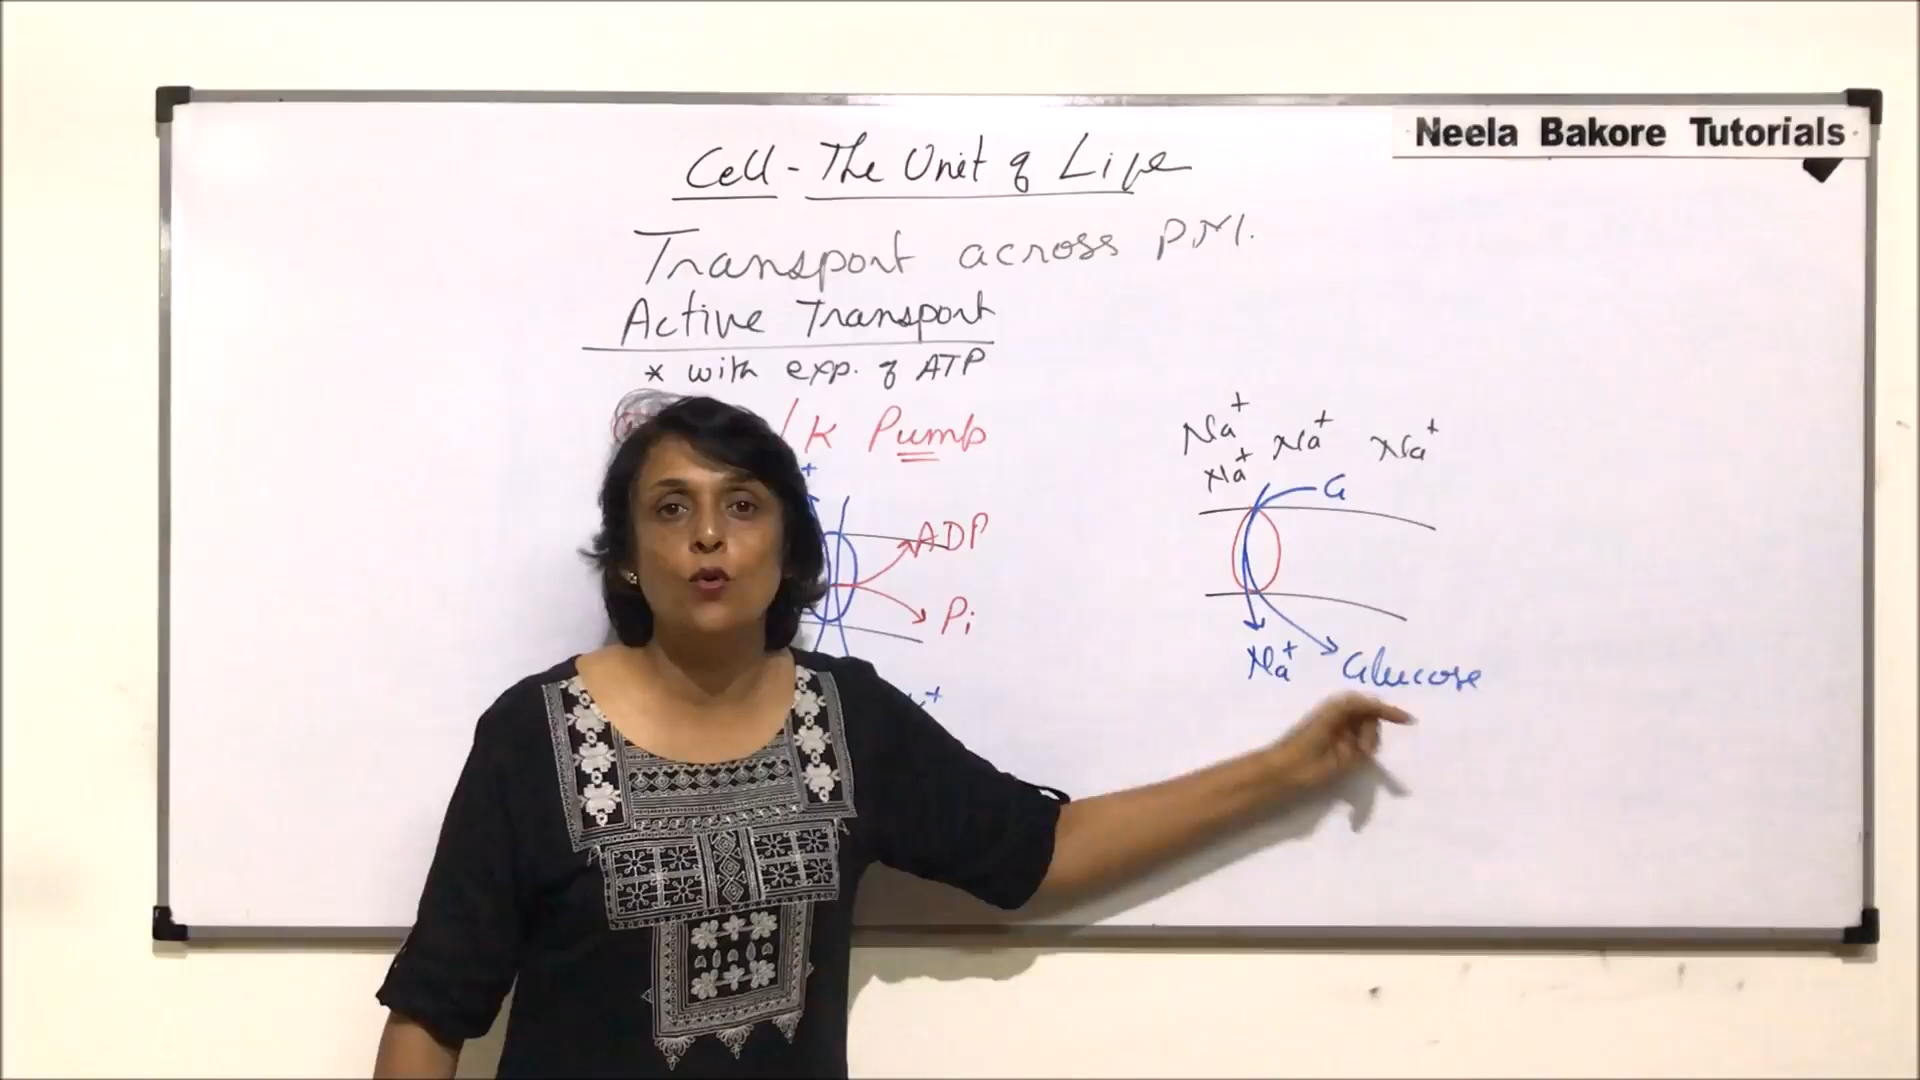 Neela Bakore Tutorials
Cell - The Unit of Life
Transport across PM.
Active Transport
* with exp. of ATP
/K Pump
+
ADP
Pi
+
Na+ Na+ Na+
Na+
G
Na+ Glucose